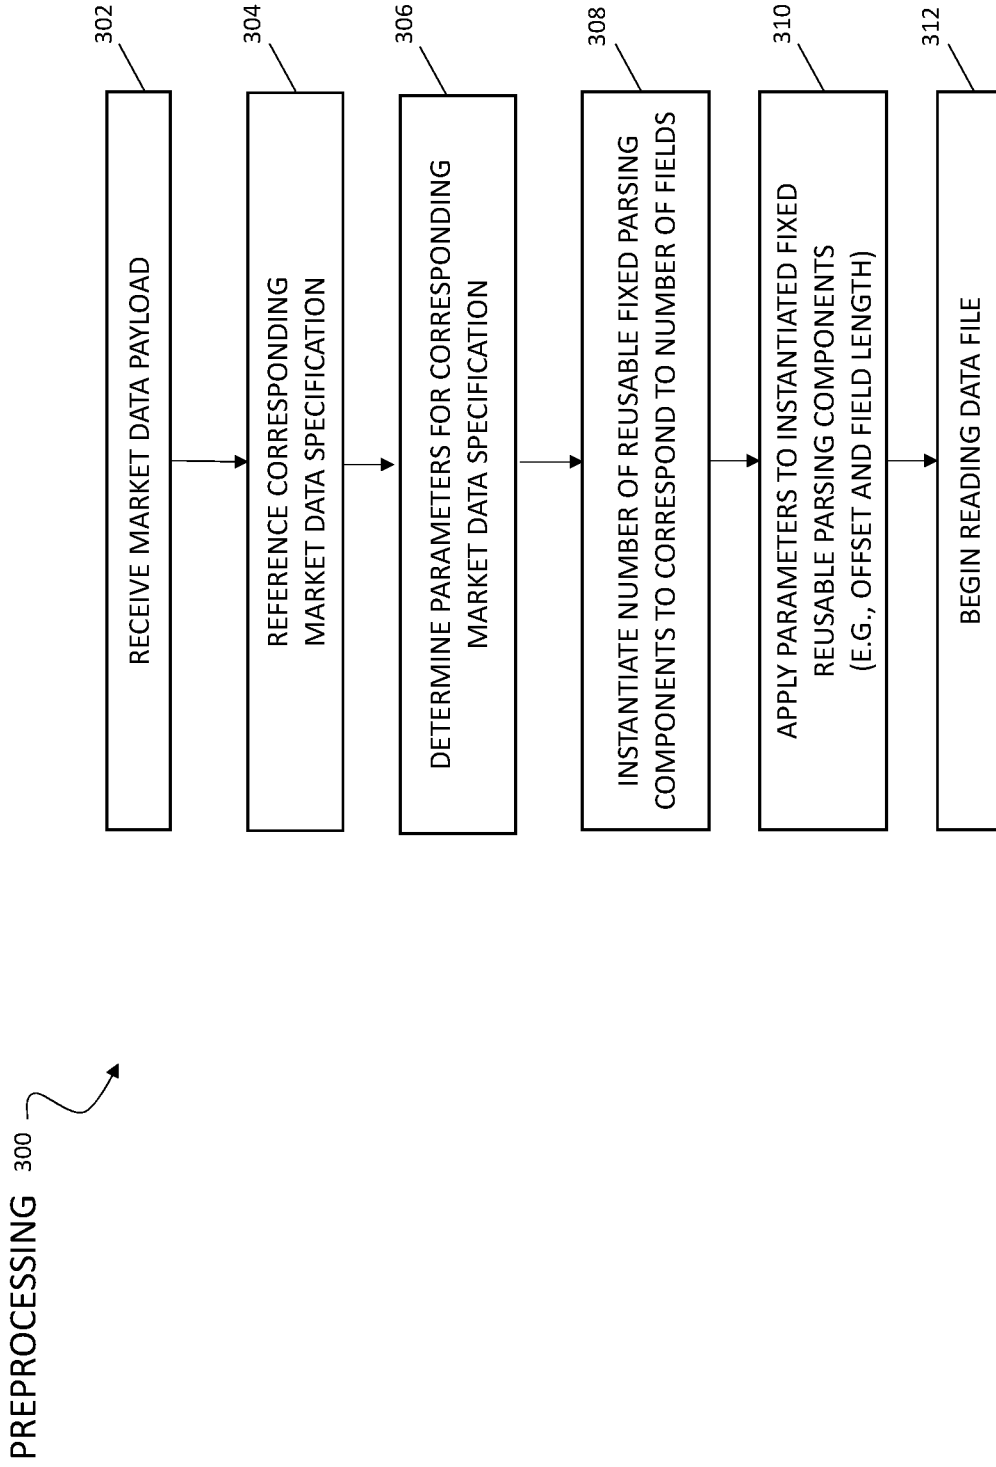 PREPROCESSING 300
302
RECEIVE MARKET DATA PAYLOAD
304
REFERENCE CORRESPONDING
MARKET DATA SPECIFICATION
306
DETERMINE PARAMETERS FOR CORRESPONDING
MARKET DATA SPECIFICATION
308
INSTANTIATE NUMBER OF REUSABLE FIXED PARSING
COMPONENTS TO CORRESPOND TO NUMBER OF FIELDS
310
APPLY PARAMETERS TO INSTANTIATED FIXED
REUSABLE PARSING COMPONENTS
(E.G., OFFSET AND FIELD LENGTH)
312
BEGIN READING DATA FILE